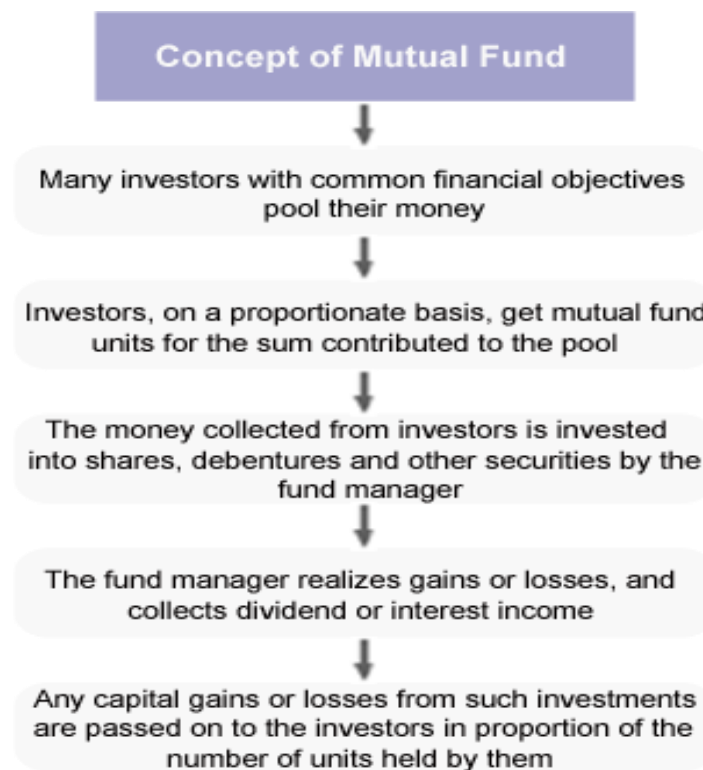 Concept of Mutual Fund
Many investors with common financial objectives
pool their money
Investors, on a proportionate basis, get mutual fund
units for the sum contributed to the pool
The money collected from investors is invested
into shares, debentures and other securities by the
fund manager
The fund manager realizes gains or losses, and
collects dividend or interest income
Any capital gains or losses from such investments
are passed on to the investors in proportion of the
number of units held by them